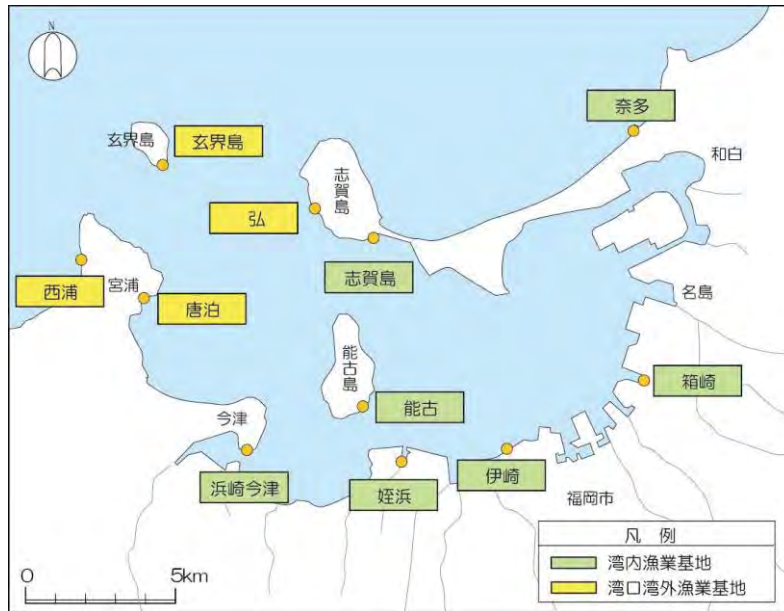 N
奈多
和白
玄界島
玄界島
志賀島
弘
志賀島
西浦
宮浦
唐泊
名島
能古島
箱崎
能古
今津
浜崎今津
姪浜
伊崎
福岡市
凡 例
湾内漁業基地
湾口湾外漁業基地
0
5km